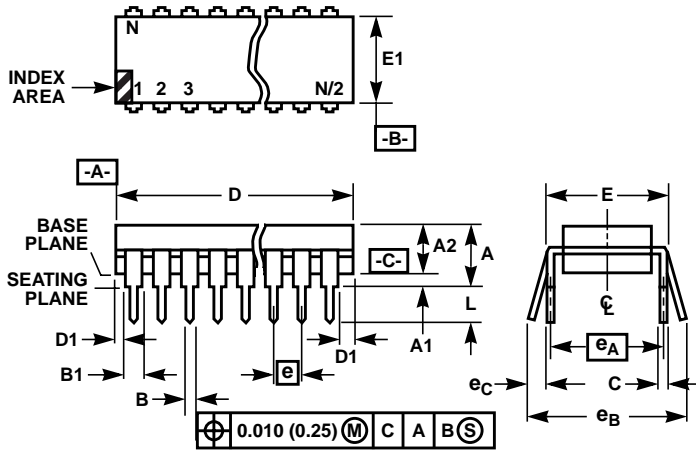 N
E1
INDEX
AREA
1 2 3 N/2
-B-
-A-
D
E
BASE
PLANE
A2 A
-C-
SEATING
PLANE
L
CL
D1
A1
D1
eA
B1
e
eC
C
B
eB
⌖ 0.010 (0.25) Ⓜ C A B Ⓢ